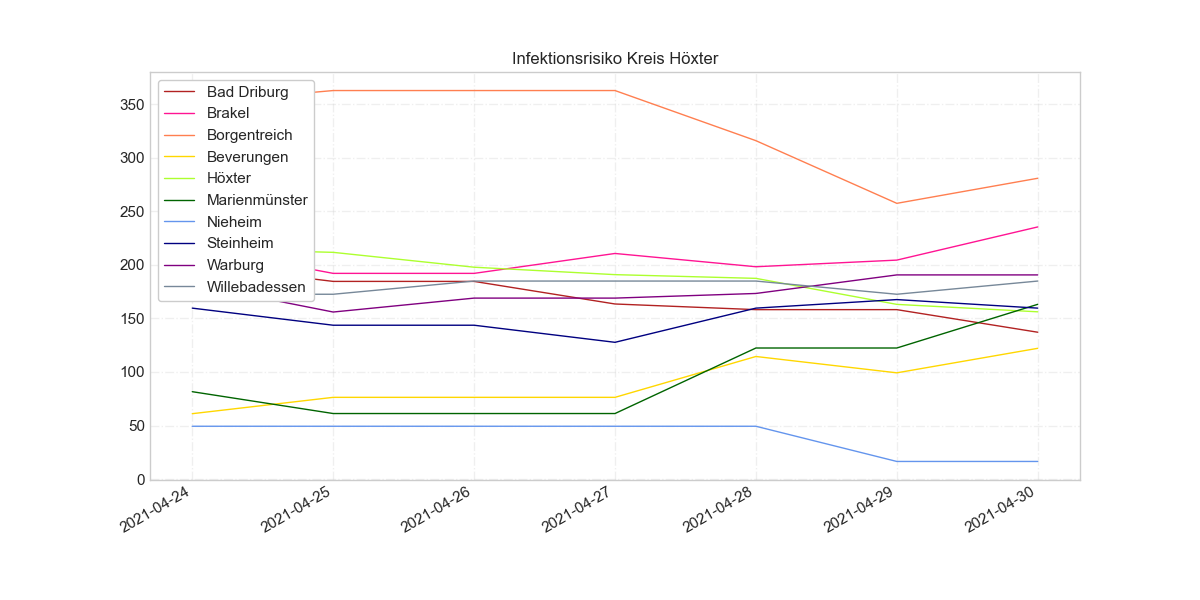 Infektionsrisiko Kreis Höxter
Bad Driburg
Brakel
Borgentreich
Beverungen
Höxter
Marienmünster
Nieheim
Steinheim
Warburg
Willebadessen
350
300
250
200
150
100
50
0
2021-04-24
2021-04-25
2021-04-26
2021-04-27
2021-04-28
2021-04-29
2021-04-30